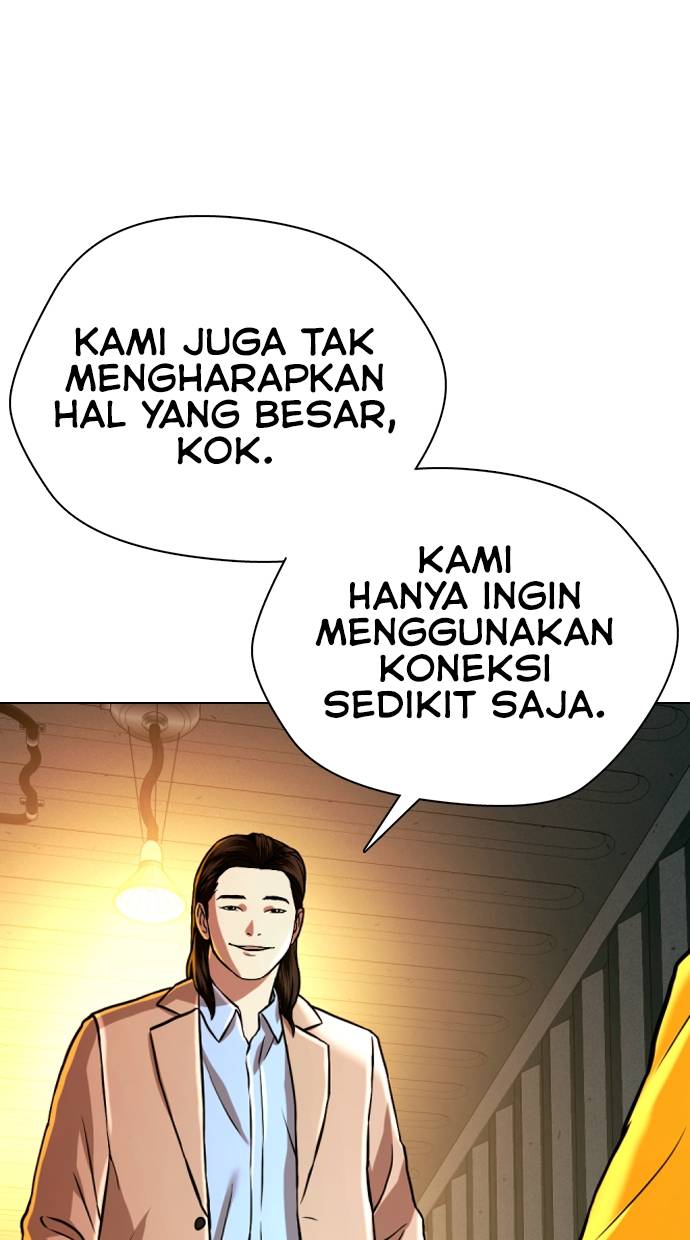 KAMI JUGA TAK
MENGHARAPKAN
HAL YANG BESAR,
KOK.
KAMI
HANYA INGIN
MENGGUNAKAN
KONEKSI
SEDIKIT SAJA.